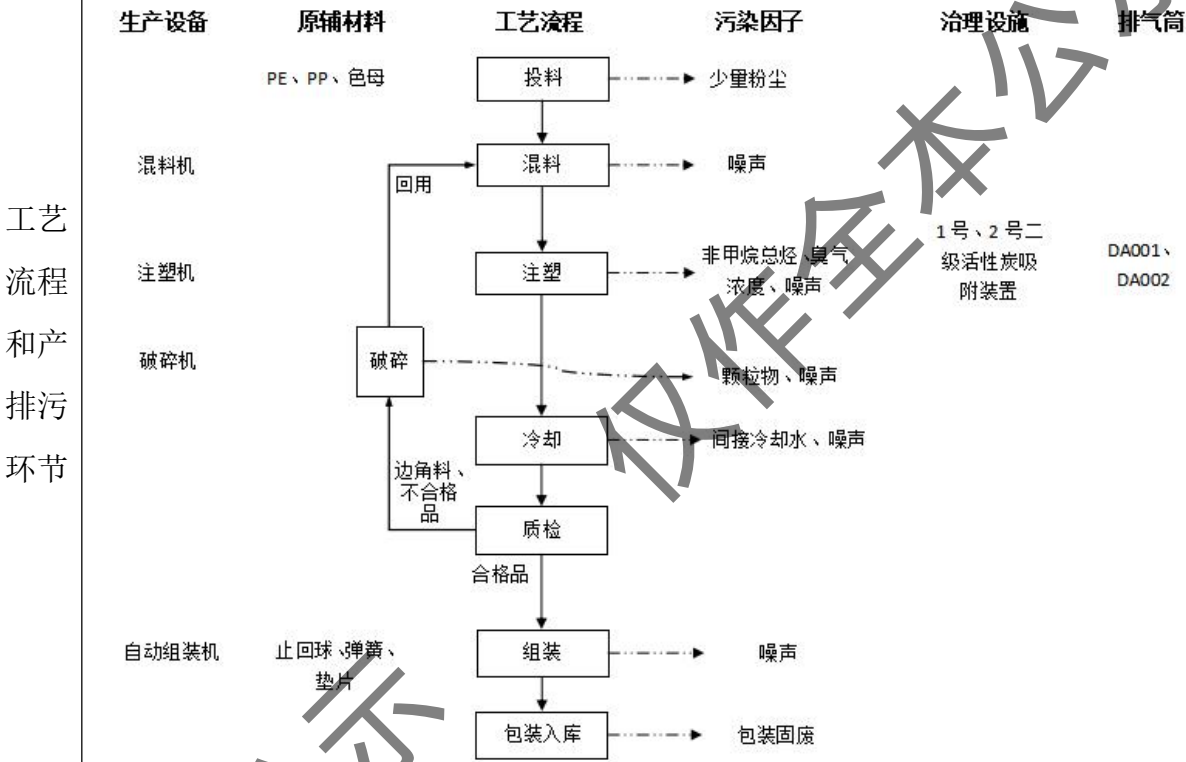 生产设备 原辅材料 工艺流程 污染因子 治理设施 排气筒
PE、PP、色母 投料 少量粉尘
混料机 混料 噪声
回用
工艺
流程
和产
排污
环节
注塑机 注塑
非甲烷总烃、臭气
浓度、噪声
1号、2号二
级活性炭吸
附装置
DA001、
DA002
破碎机 破碎 颗粒物、噪声
冷却 间接冷却水、噪声
边角料、
不合格
品
质检
合格品
自动组装机
止回球、弹簧、
垫片
组装 噪声
包装入库 包装固废
仅作全本公
示